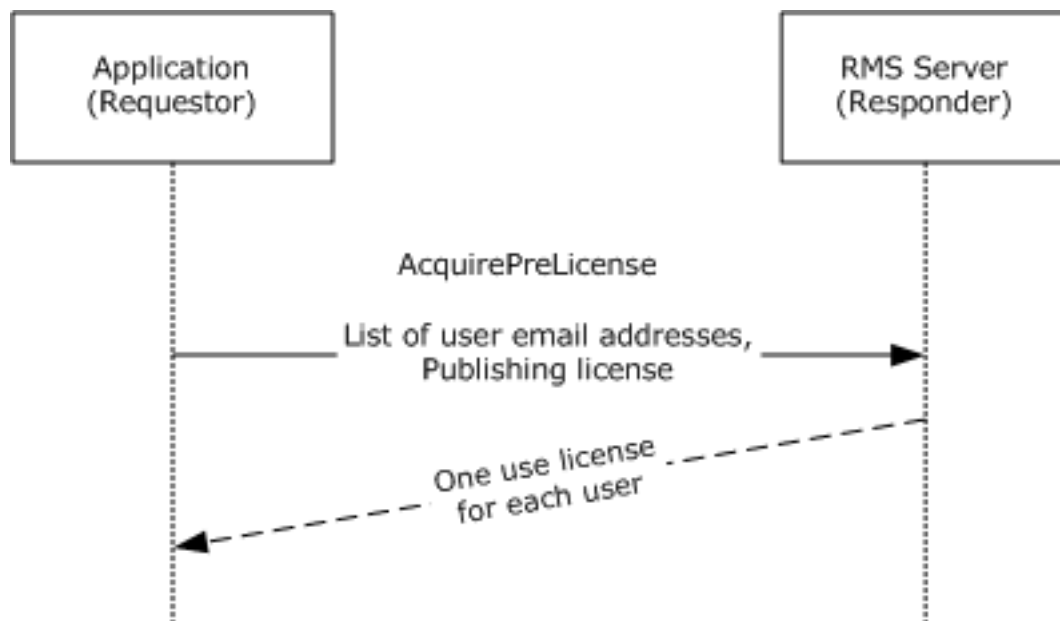 Application
(Requestor)
RMS Server
(Responder)
AcquirePreLicense
List of user email addresses,
Publishing license
One use license
for each user